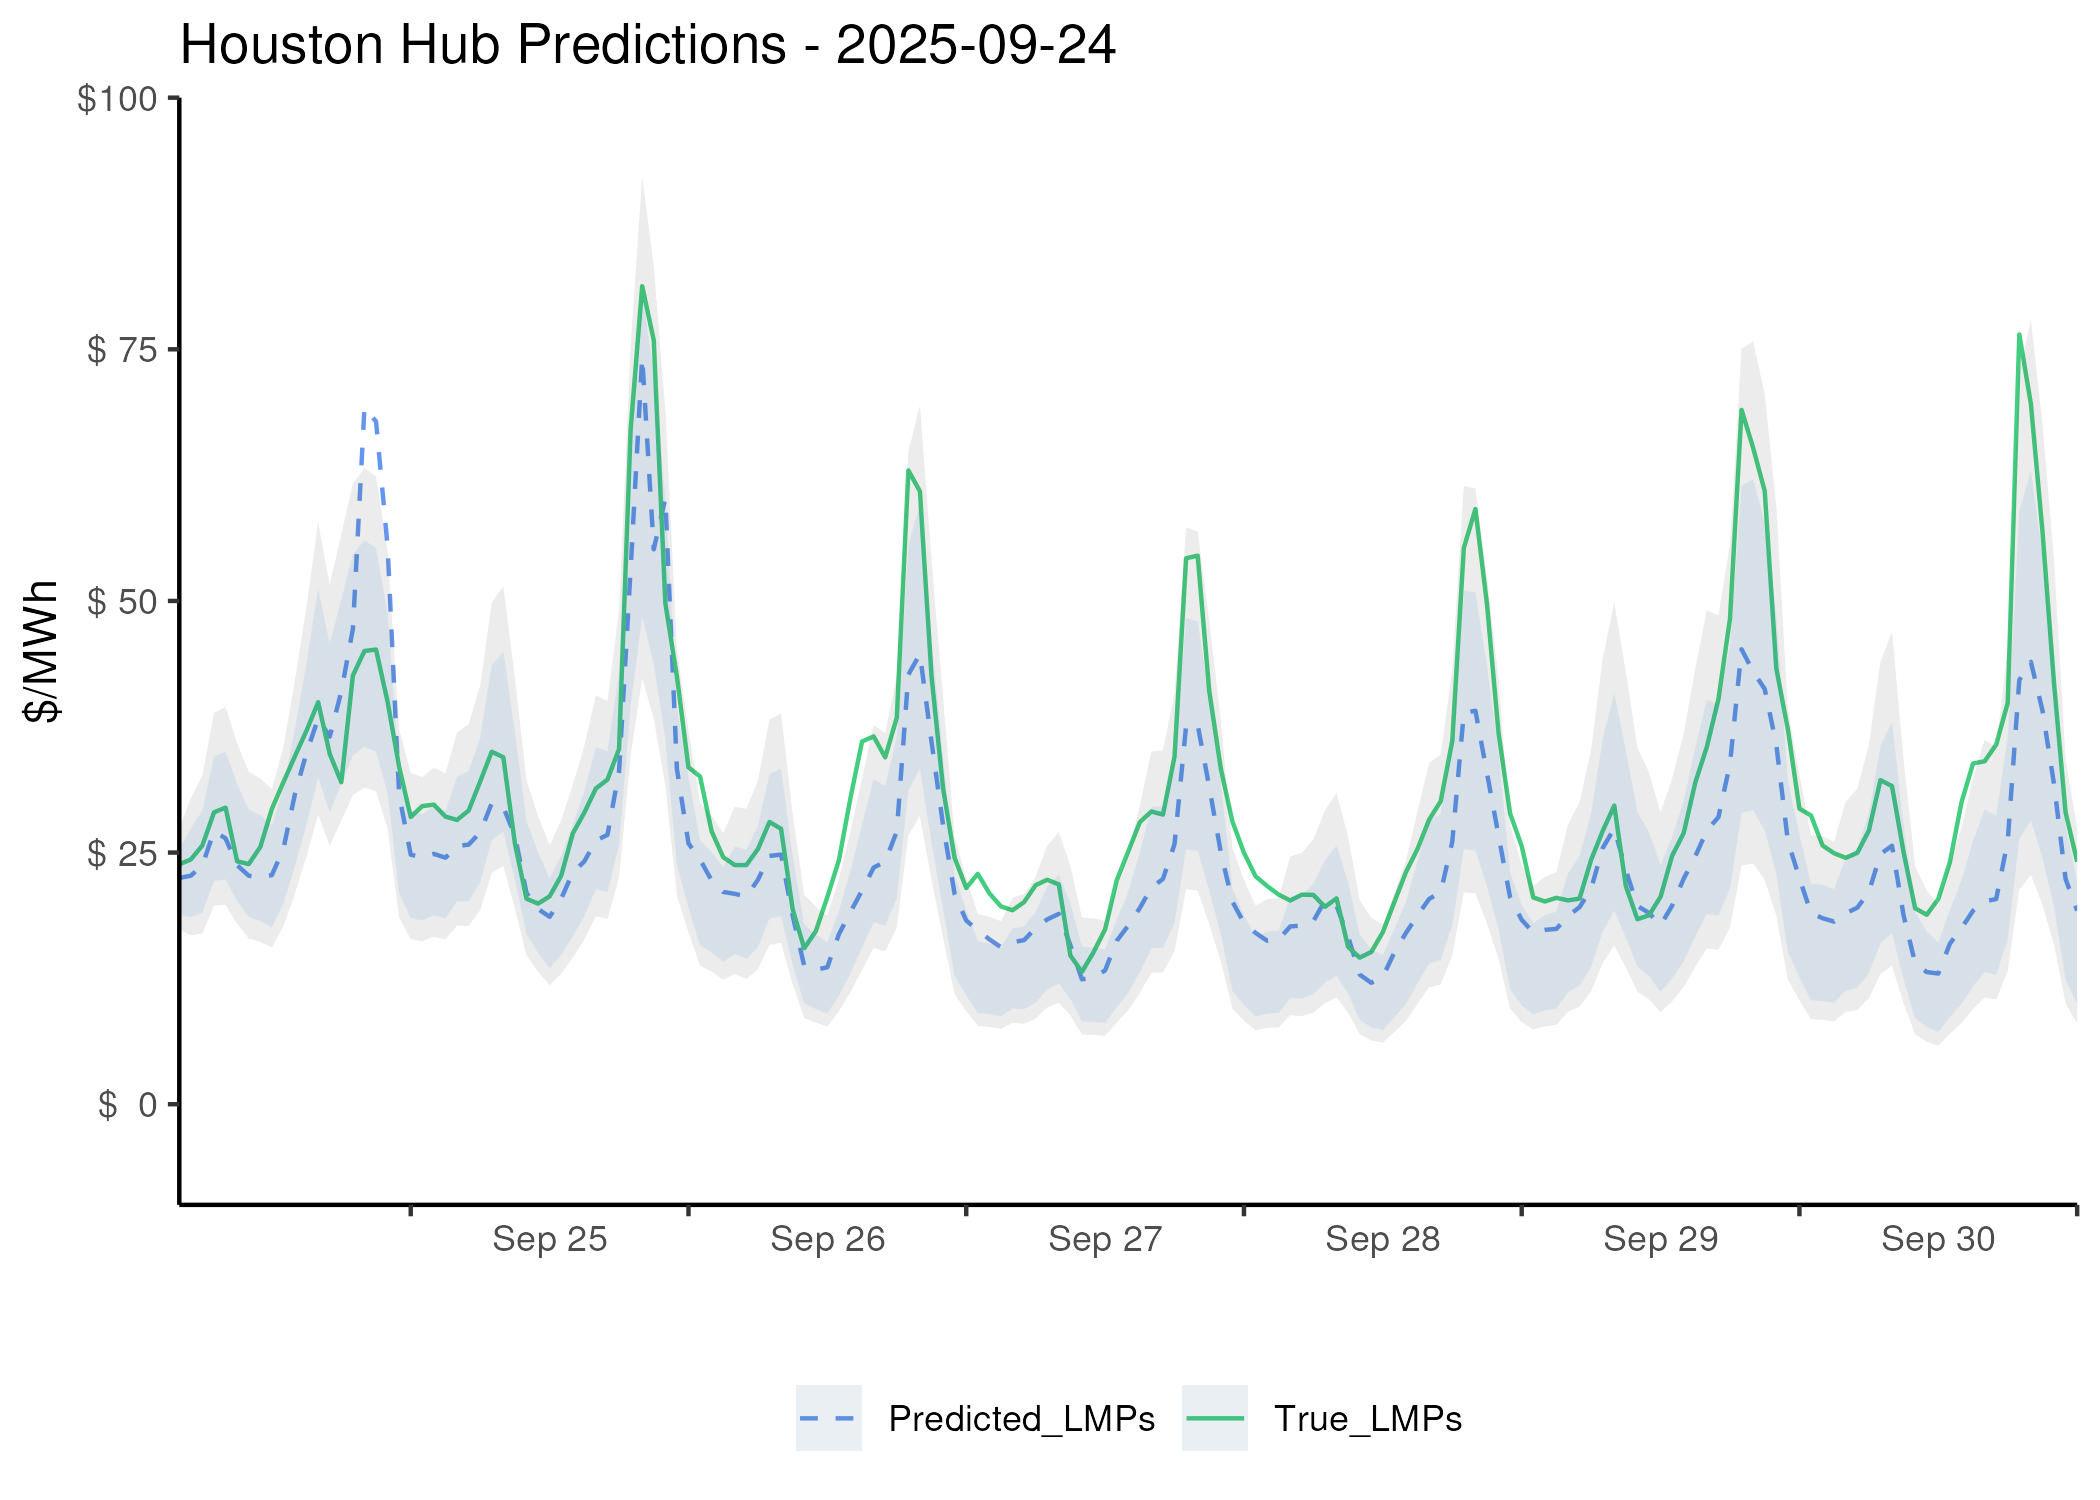 Houston Hub Predictions - 2025-09-24
$100
$ 75
$ 50
$ 25
$ 0
$/MWh
Sep 25 Sep 26 Sep 27 Sep 28 Sep 29 Sep 30
Predicted_LMPs True_LMPs